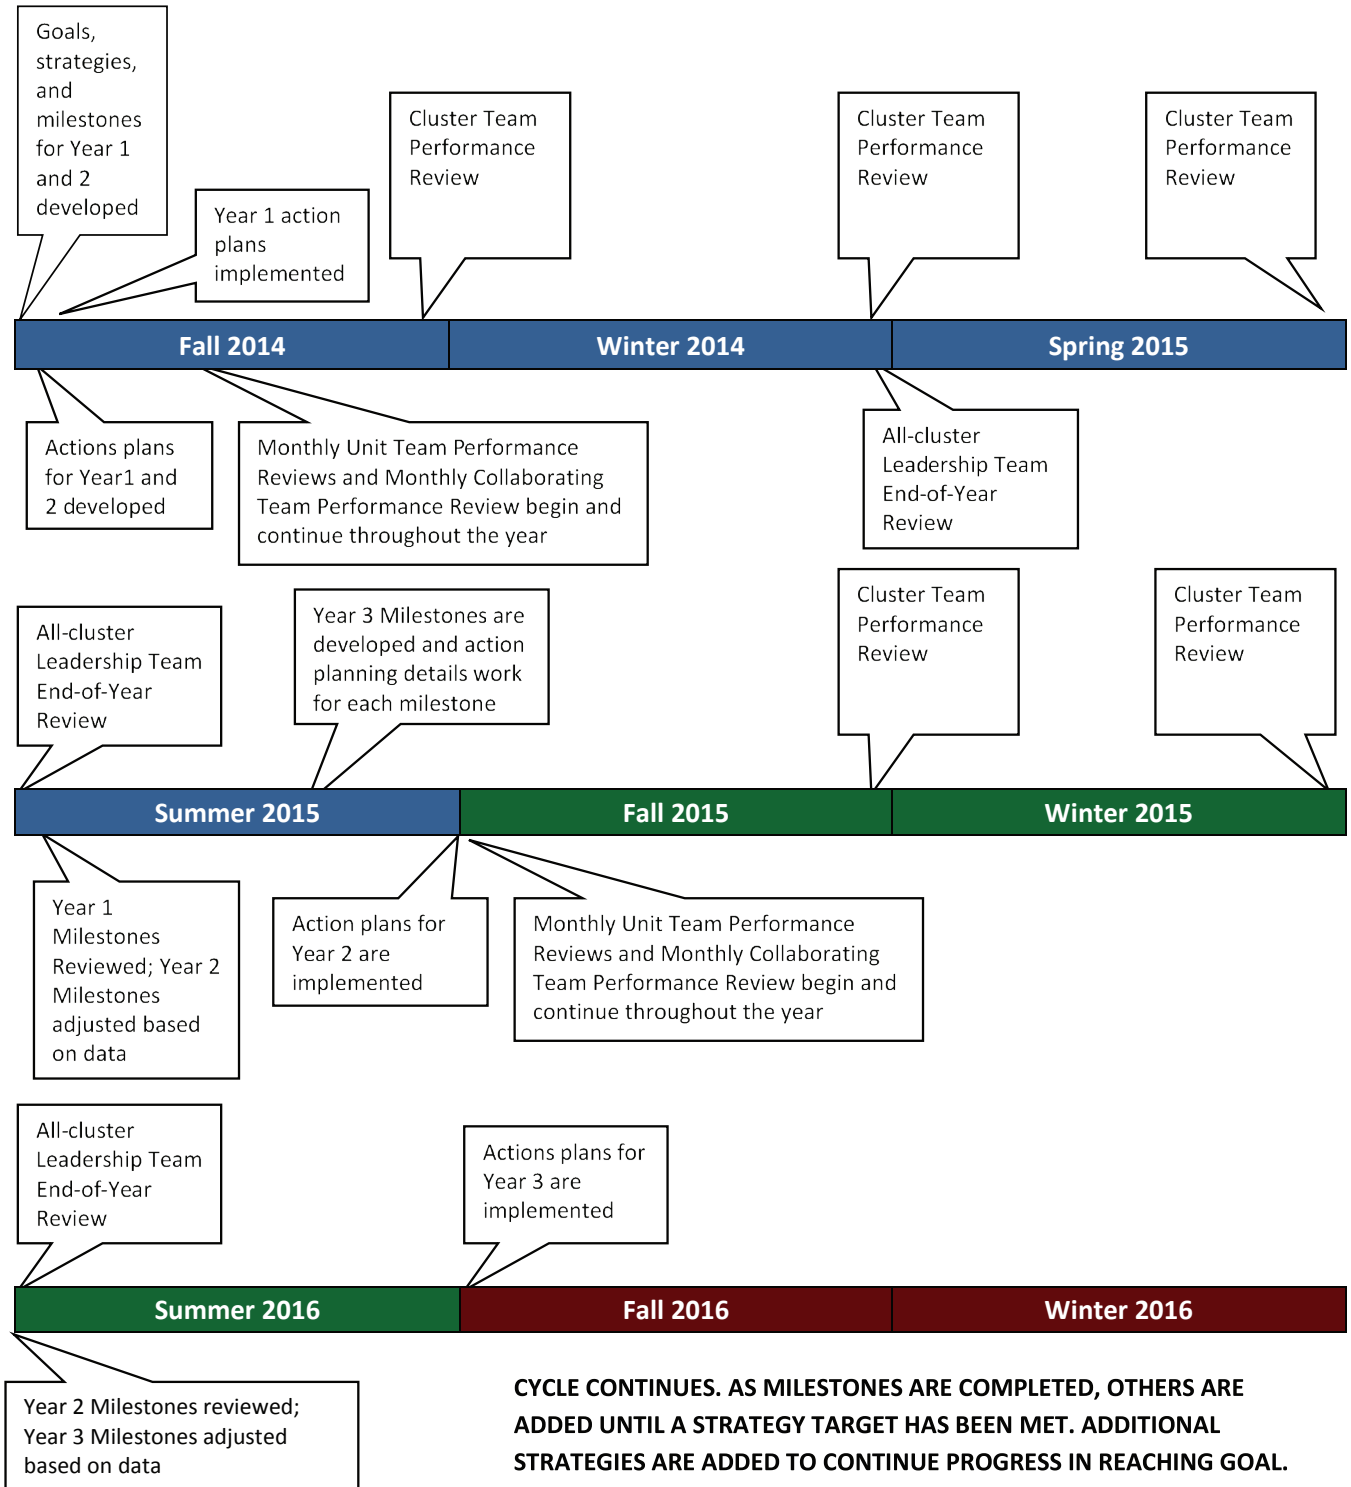 Goals,
strategies,
and
milestones
for Year 1
and 2
developed
Year 1 action
plans
implemented
Cluster Team
Performance
Review
Cluster Team
Performance
Review
Cluster Team
Performance
Review
Fall 2014
Winter 2014
Spring 2015
Actions plans
for Year1 and
2 developed
Monthly Unit Team Performance
Reviews and Monthly Collaborating
Team Performance Review begin and
continue throughout the year
All-cluster
Leadership Team
End-of-Year
Review
All-cluster
Leadership Team
End-of-Year
Review
Year 3 Milestones are
developed and action
planning details work
for each milestone
Cluster Team
Performance
Review
Cluster Team
Performance
Review
Summer 2015
Fall 2015
Winter 2015
Year 1
Milestones
Reviewed; Year 2
Milestones
adjusted based
on data
Action plans for
Year 2 are
implemented
Monthly Unit Team Performance
Reviews and Monthly Collaborating
Team Performance Review begin and
continue throughout the year
All-cluster
Leadership Team
End-of-Year
Review
Actions plans for
Year 3 are
implemented
Summer 2016
Fall 2016
Winter 2016
Year 2 Milestones reviewed;
Year 3 Milestones adjusted
based on data
CYCLE CONTINUES. AS MILESTONES ARE COMPLETED, OTHERS ARE
ADDED UNTIL A STRATEGY TARGET HAS BEEN MET. ADDITIONAL
STRATEGIES ARE ADDED TO CONTINUE PROGRESS IN REACHING GOAL.